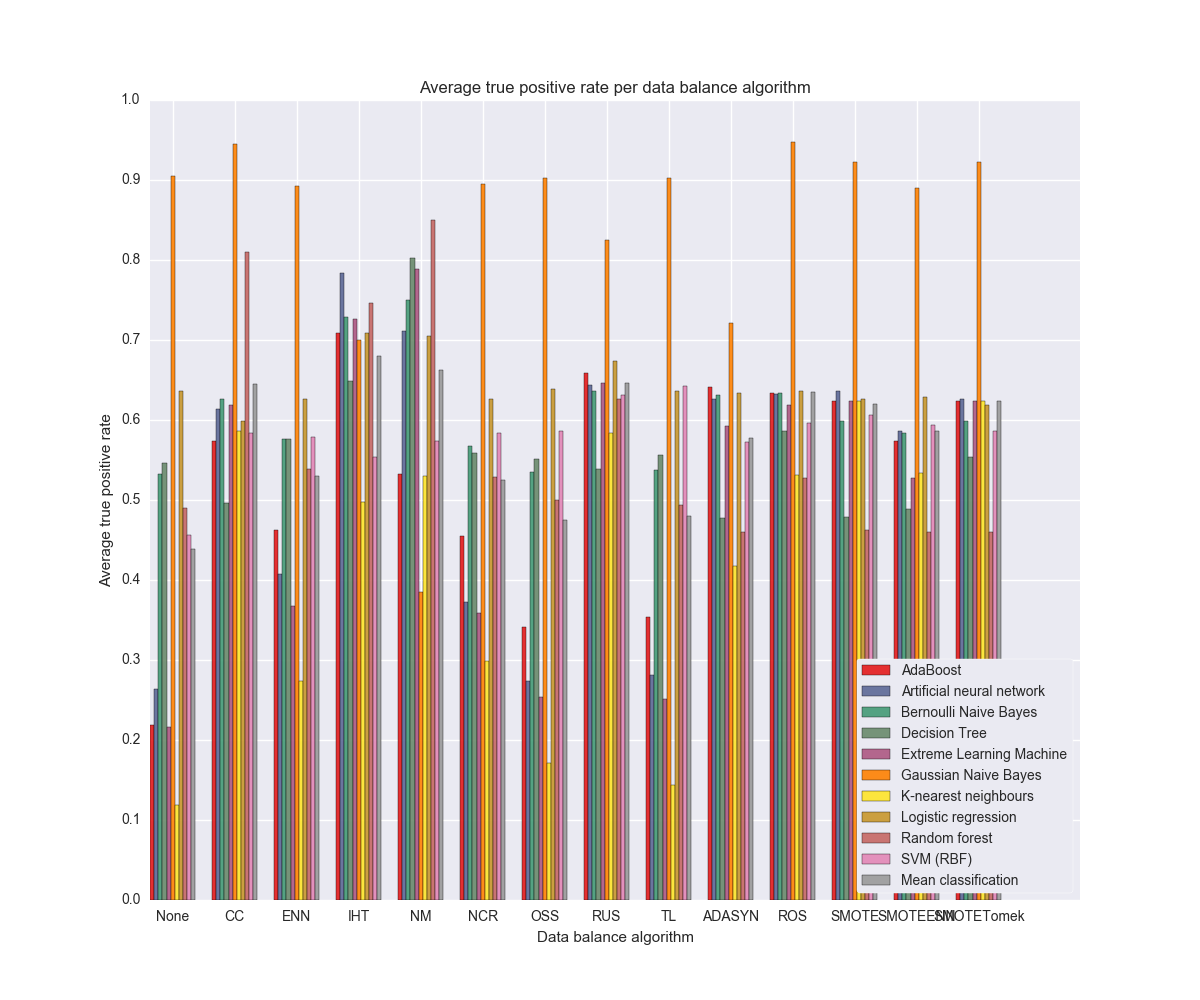 Average true positive rate per data balance algorithm
1.0
0.9
0.8
0.7
0.6
0.5
0.4
0.3
0.2
0.1
0.0
Average true positive rate
AdaBoost
Artificial neural network
Bernoulli Naive Bayes
Decision Tree
Extreme Learning Machine
Gaussian Naive Bayes
K-nearest neighbours
Logistic regression
Random forest
SVM (RBF)
Mean classification
None CC ENN IHT NM NCR OSS RUS TL ADASYN ROS SMOTE SMOTEENN SMOTETomek
Data balance algorithm